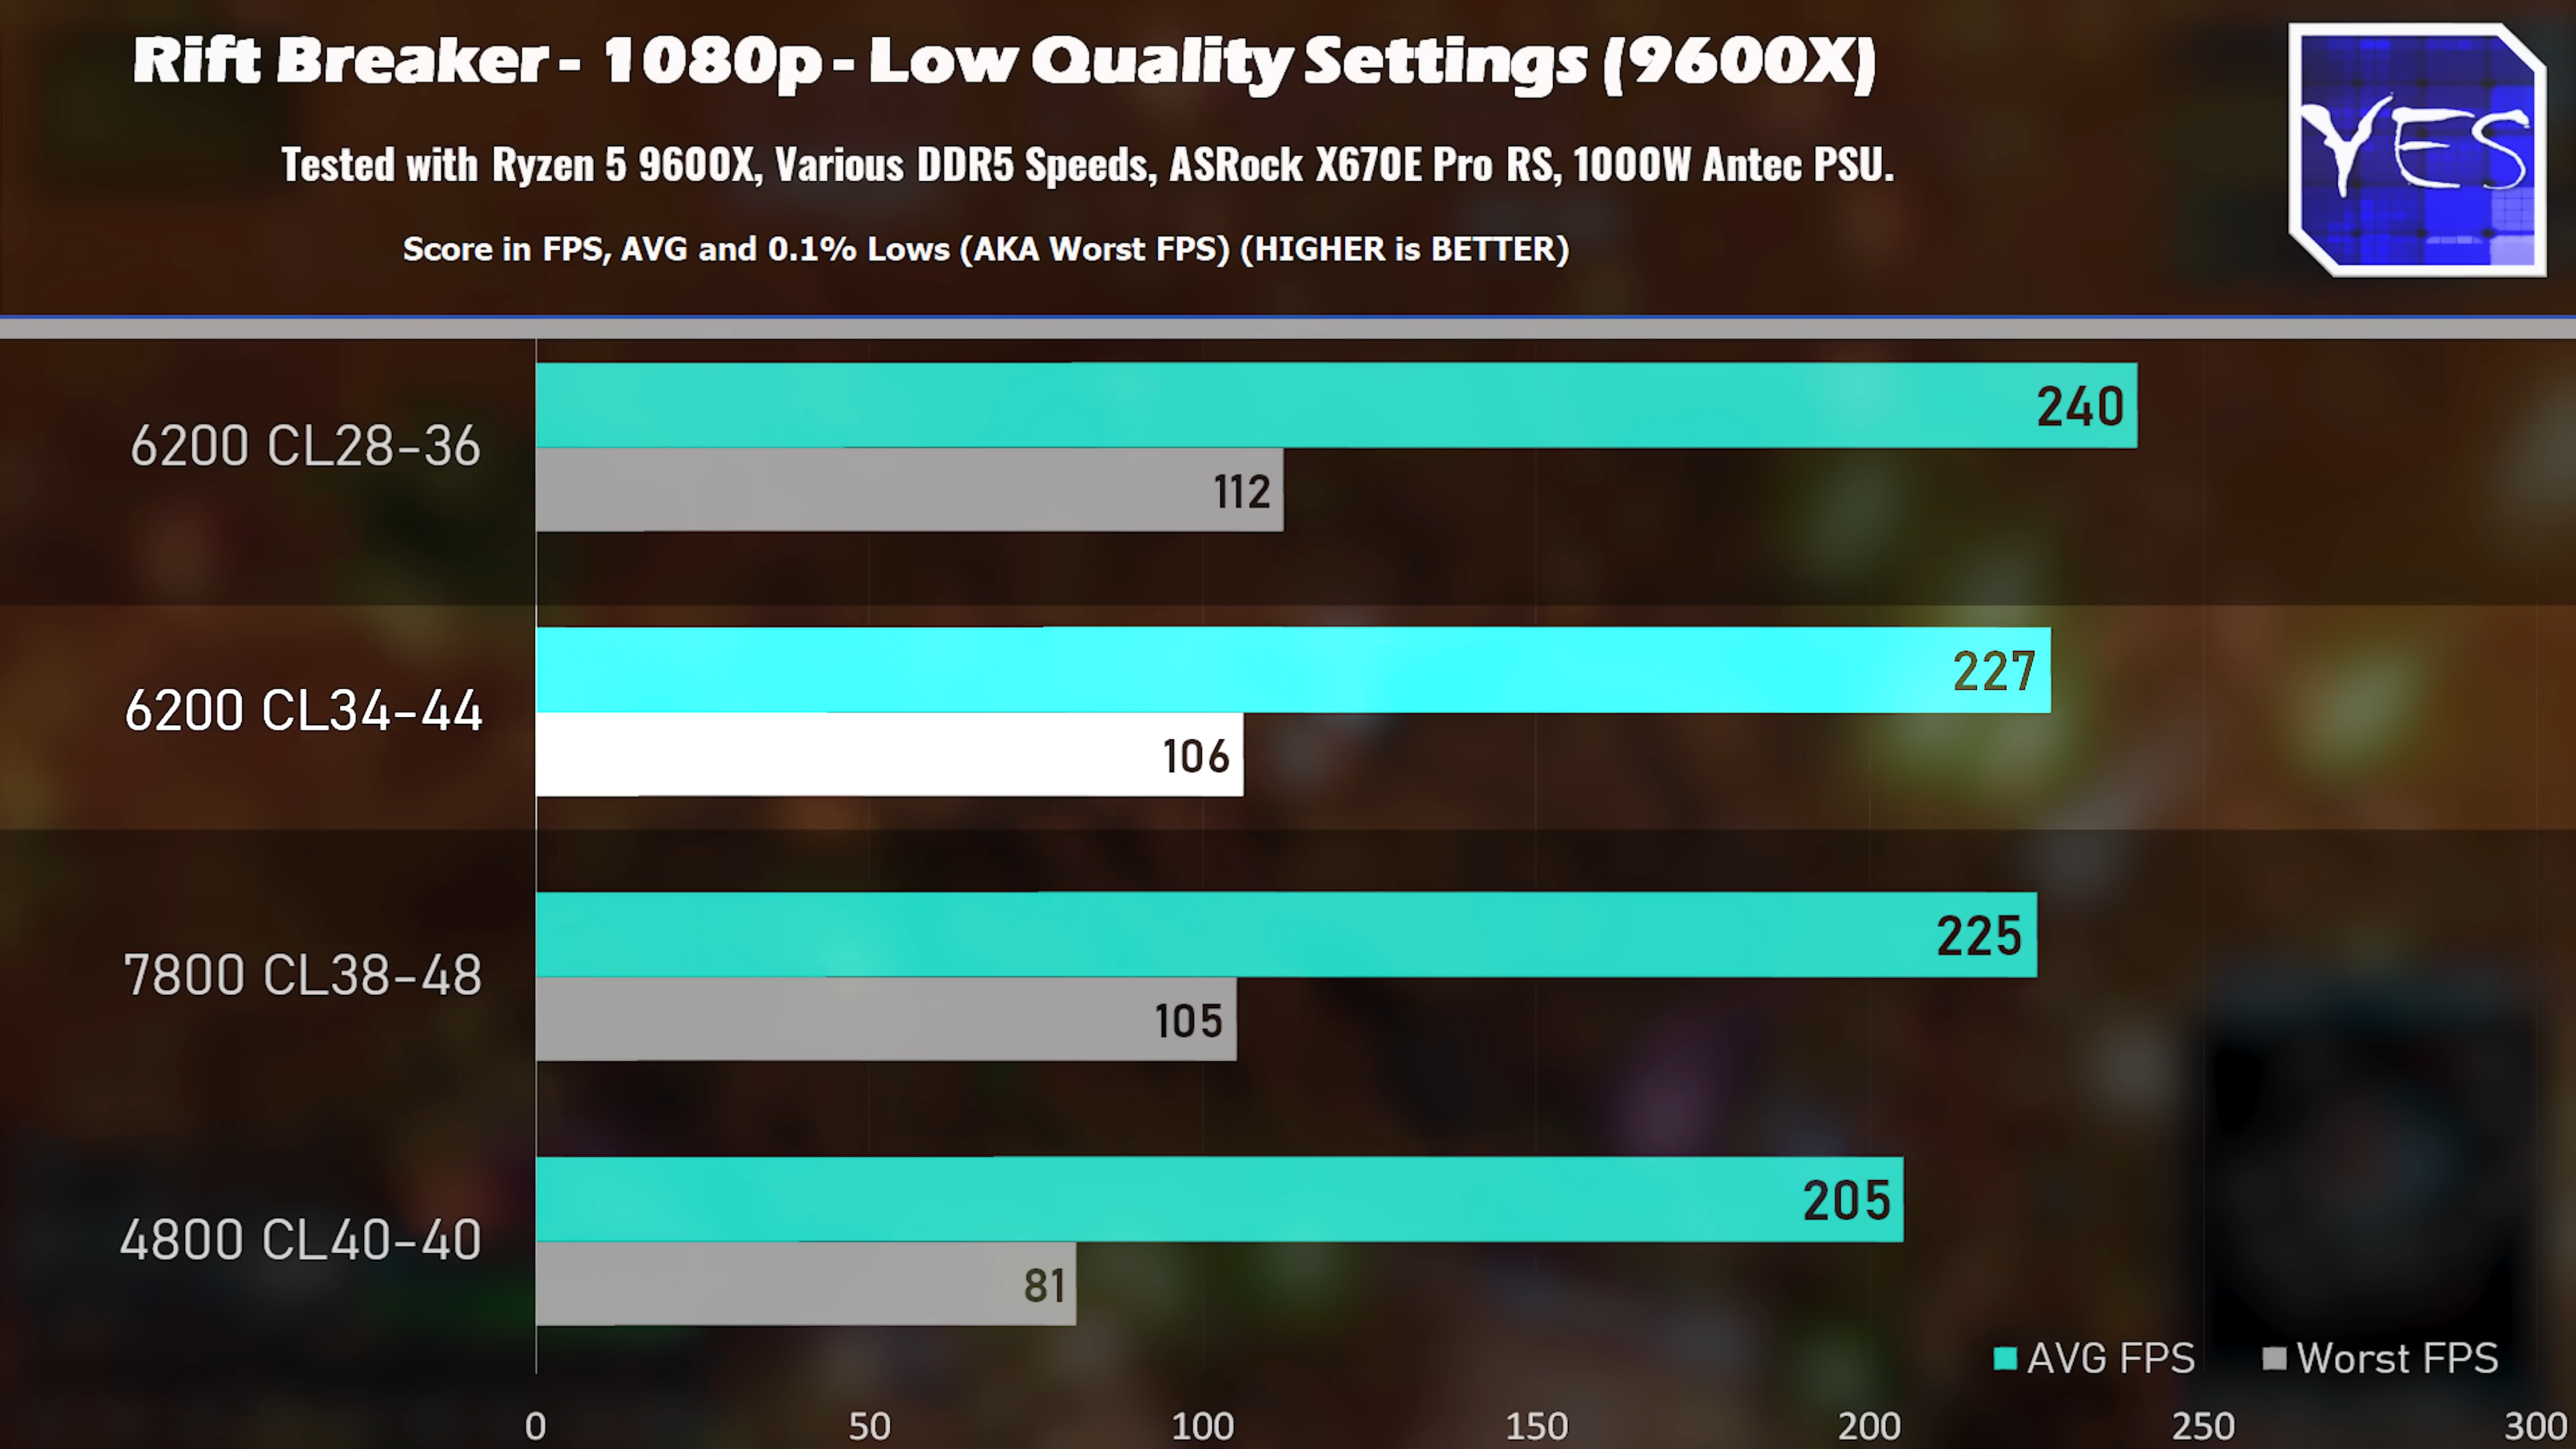 Rift Breaker - 1080p - Low Quality Settings (9600X)
YES
Tested with Ryzen 5 9600X, Various DDR5 Speeds, ASRock X670E Pro RS, 1000W Antec PSU.
Score in FPS, AVG and 0.1% Lows (AKA Worst FPS) (HIGHER is BETTER)
240
6200 CL28-36
112
227
6200 CL34-44
106
225
7800 CL38-48
105
205
4800 CL40-40
81
AVG FPS Worst FPS
0 50 100 150 200 250 300